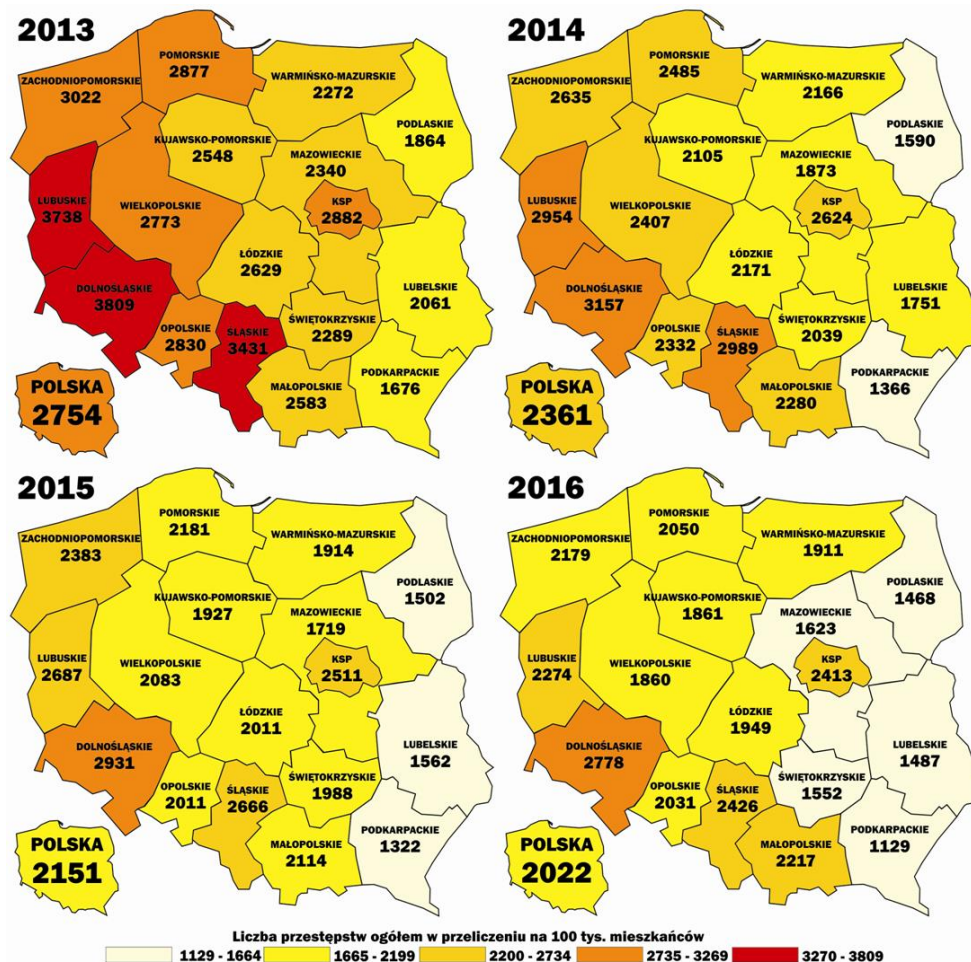 2013
POMORSKIE
2877
ZACHODNIOPOMORSKIE
3022
WARMIŃSKO-MAZURSKIE
2272
PODLASKIE
1864
KUJAWSKO-POMORSKIE
2548
MAZOWIECKIE
2340
KSP
2882
LUBUSKIE
3738
WIELKOPOLSKIE
2773
ŁÓDZKIE
2629
LUBELSKIE
2061
DOLNOŚLĄSKIE
3809
OPOLSKIE
2830
ŚLĄSKIE
3431
ŚWIĘTOKRZYSKIE
2289
MAŁOPOLSKIE
2583
PODKARPACKIE
1676
POLSKA
2754
2014
POMORSKIE
2485
ZACHODNIOPOMORSKIE
2635
WARMIŃSKO-MAZURSKIE
2166
PODLASKIE
1590
KUJAWSKO-POMORSKIE
2105
MAZOWIECKIE
1873
KSP
2624
LUBUSKIE
2954
WIELKOPOLSKIE
2407
ŁÓDZKIE
2171
LUBELSKIE
1751
DOLNOŚLĄSKIE
3157
OPOLSKIE
2332
ŚLĄSKIE
2989
ŚWIĘTOKRZYSKIE
2039
MAŁOPOLSKIE
2280
PODKARPACKIE
1366
POLSKA
2361
2015
POMORSKIE
2181
ZACHODNIOPOMORSKIE
2383
WARMIŃSKO-MAZURSKIE
1914
PODLASKIE
1502
KUJAWSKO-POMORSKIE
1927
MAZOWIECKIE
1719
KSP
2511
LUBUSKIE
2687
WIELKOPOLSKIE
2083
ŁÓDZKIE
2011
LUBELSKIE
1562
DOLNOŚLĄSKIE
2931
OPOLSKIE
2011
ŚLĄSKIE
2666
ŚWIĘTOKRZYSKIE
1988
MAŁOPOLSKIE
2114
PODKARPACKIE
1322
POLSKA
2151
2016
POMORSKIE
2050
ZACHODNIOPOMORSKIE
2179
WARMIŃSKO-MAZURSKIE
1911
PODLASKIE
1468
KUJAWSKO-POMORSKIE
1861
MAZOWIECKIE
1623
KSP
2413
LUBUSKIE
2274
WIELKOPOLSKIE
1860
ŁÓDZKIE
1949
LUBELSKIE
1487
DOLNOŚLĄSKIE
2778
OPOLSKIE
2031
ŚLĄSKIE
2426
ŚWIĘTOKRZYSKIE
1552
MAŁOPOLSKIE
2217
PODKARPACKIE
1129
POLSKA
2022
Liczba przestępstw ogółem w przeliczeniu na 100 tys. mieszkańców
1129 - 1664 1665 - 2199 2200 - 2734 2735 - 3269 3270 - 3809